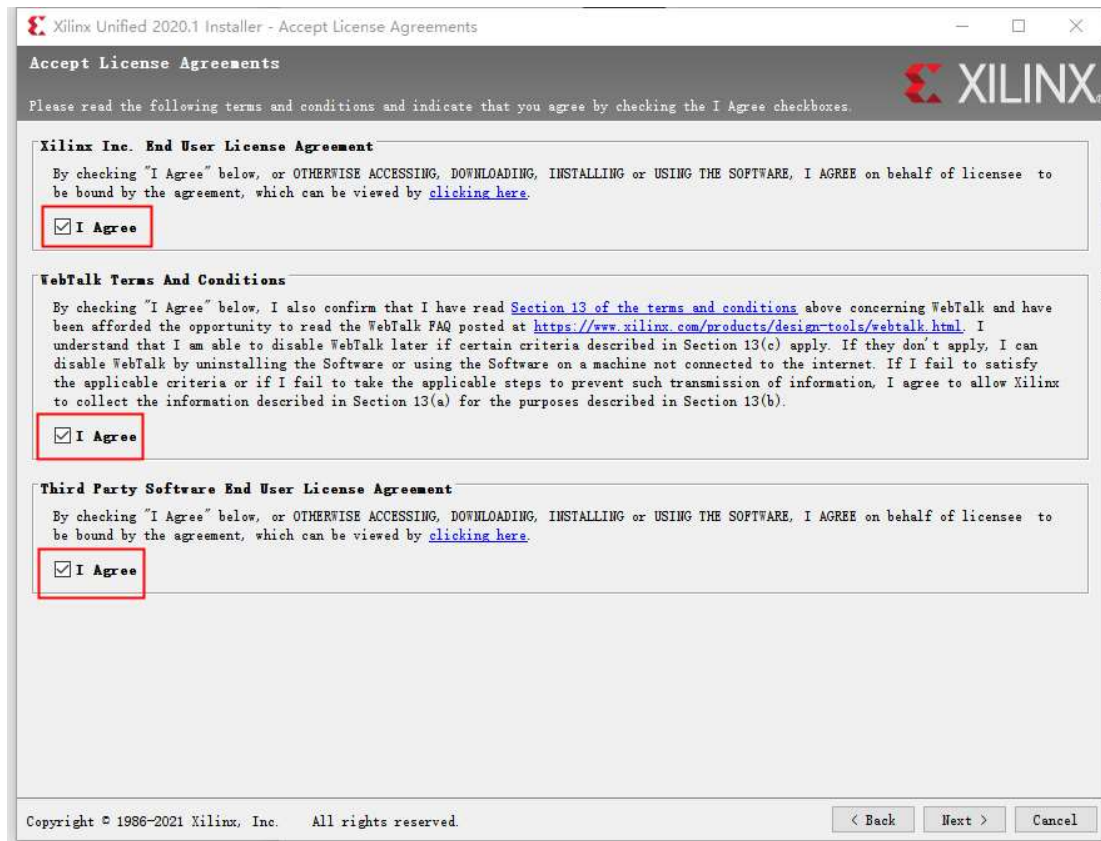 Xilinx Unified 2020.1 Installer - Accept License Agreements
Accept License Agreements
XILINX
Please read the following terms and conditions and indicate that you agree by checking the I Agree checkboxes.
Xilinx Inc. End User License Agreement
By checking "I Agree" below, or OTHERWISE ACCESSING, DOWNLOADING, INSTALLING or USING THE SOFTWARE, I AGREE on behalf of licensee to
be bound by the agreement, which can be viewed by clicking here.
I Agree
WebTalk Terms And Conditions
By checking "I Agree" below, I also confirm that I have read Section 13 of the terms and conditions above concerning WebTalk and have
been afforded the opportunity to read the WebTalk FAQ posted at https://www.xilinx.com/products/design-tools/webtalk.html. I
understand that I am able to disable WebTalk later if certain criteria described in Section 13(c) apply. If they don't apply, I can
disable WebTalk by uninstalling the Software or using the Software on a machine not connected to the internet. If I fail to satisfy
the applicable criteria or if I fail to take the applicable steps to prevent such transmission of information, I agree to allow Xilinx
to collect the information described in Section 13(a) for the purposes described in Section 13(b).
I Agree
Third Party Software End User License Agreement
By checking "I Agree" below, or OTHERWISE ACCESSING, DOWNLOADING, INSTALLING or USING THE SOFTWARE, I AGREE on behalf of licensee to
be bound by the agreement, which can be viewed by clicking here.
I Agree
Copyright © 1986-2021 Xilinx, Inc. All rights reserved.
< Back Next > Cancel